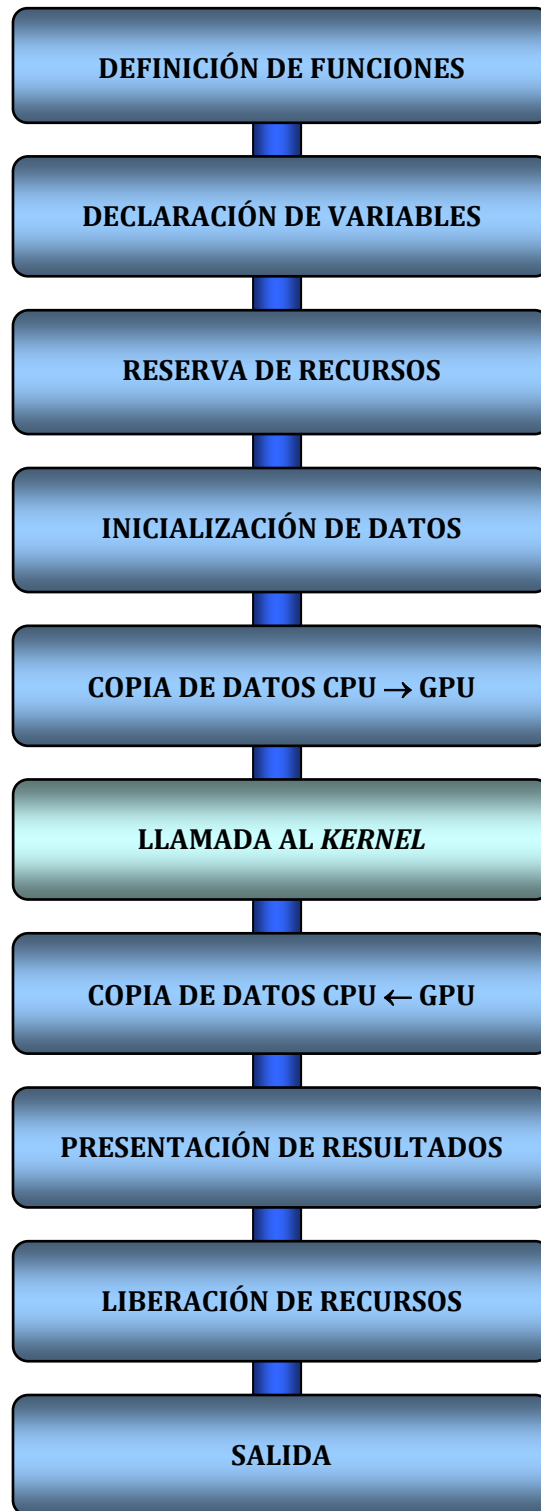 DEFINICIÓN DE FUNCIONES
DECLARACIÓN DE VARIABLES
RESERVA DE RECURSOS
INICIALIZACIÓN DE DATOS
COPIA DE DATOS CPU → GPU
LLAMADA AL KERNEL
COPIA DE DATOS CPU ← GPU
PRESENTACIÓN DE RESULTADOS
LIBERACIÓN DE RECURSOS
SALIDA